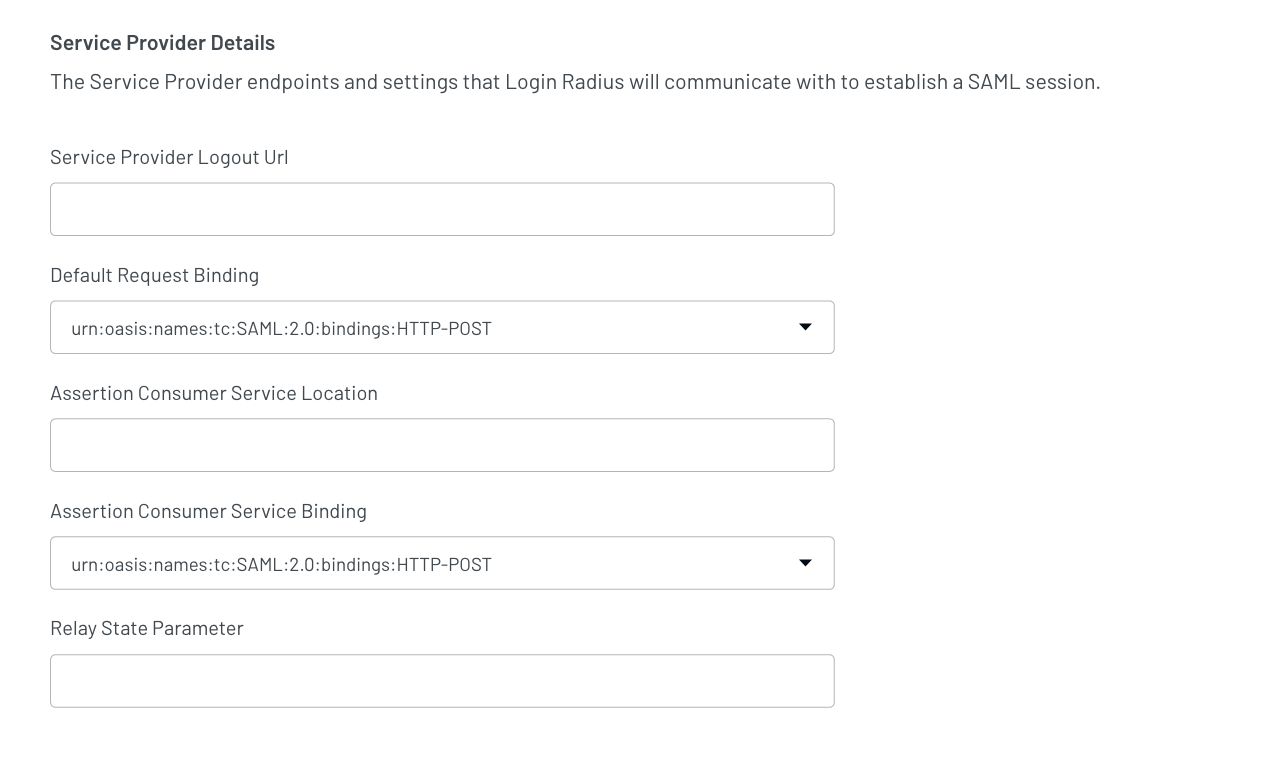 Service Provider Details
The Service Provider endpoints and settings that Login Radius will communicate with to establish a SAML session.
Service Provider Logout Url
Default Request Binding
urn:oasis:names:tc:SAML:2.0:bindings:HTTP-POST
Assertion Consumer Service Location
Assertion Consumer Service Binding
urn:oasis:names:tc:SAML:2.0:bindings:HTTP-POST
Relay State Parameter